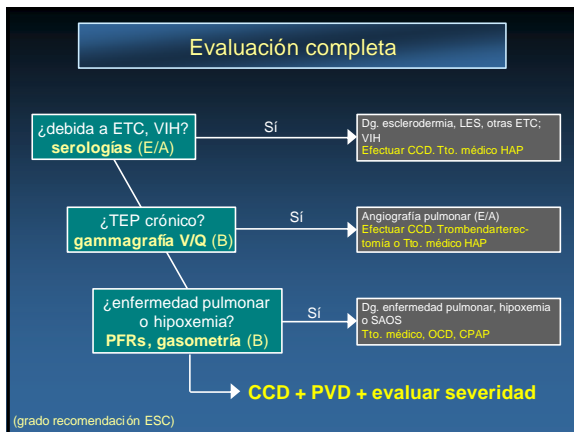 Evaluación completa
¿debida a ETC, VIH?
serologías (E/A)
Sí
Dg. esclerodermia, LES, otras ETC;
VIH
Efectuar CCD. Tto. médico HAP
¿TEP crónico?
gammagrafía V/Q (B)
Sí
Angiografía pulmonar (E/A)
Efectuar CCD. Trombendarterec-
tomía o Tto. médico HAP
¿enfermedad pulmonar
o hipoxemia?
PFRs, gasometría (B)
Sí
Dg. enfermedad pulmonar, hipoxemia
o SAOS
Tto. médico, OCD, CPAP
CCD + PVD + evaluar severidad
(grado recomendación ESC)